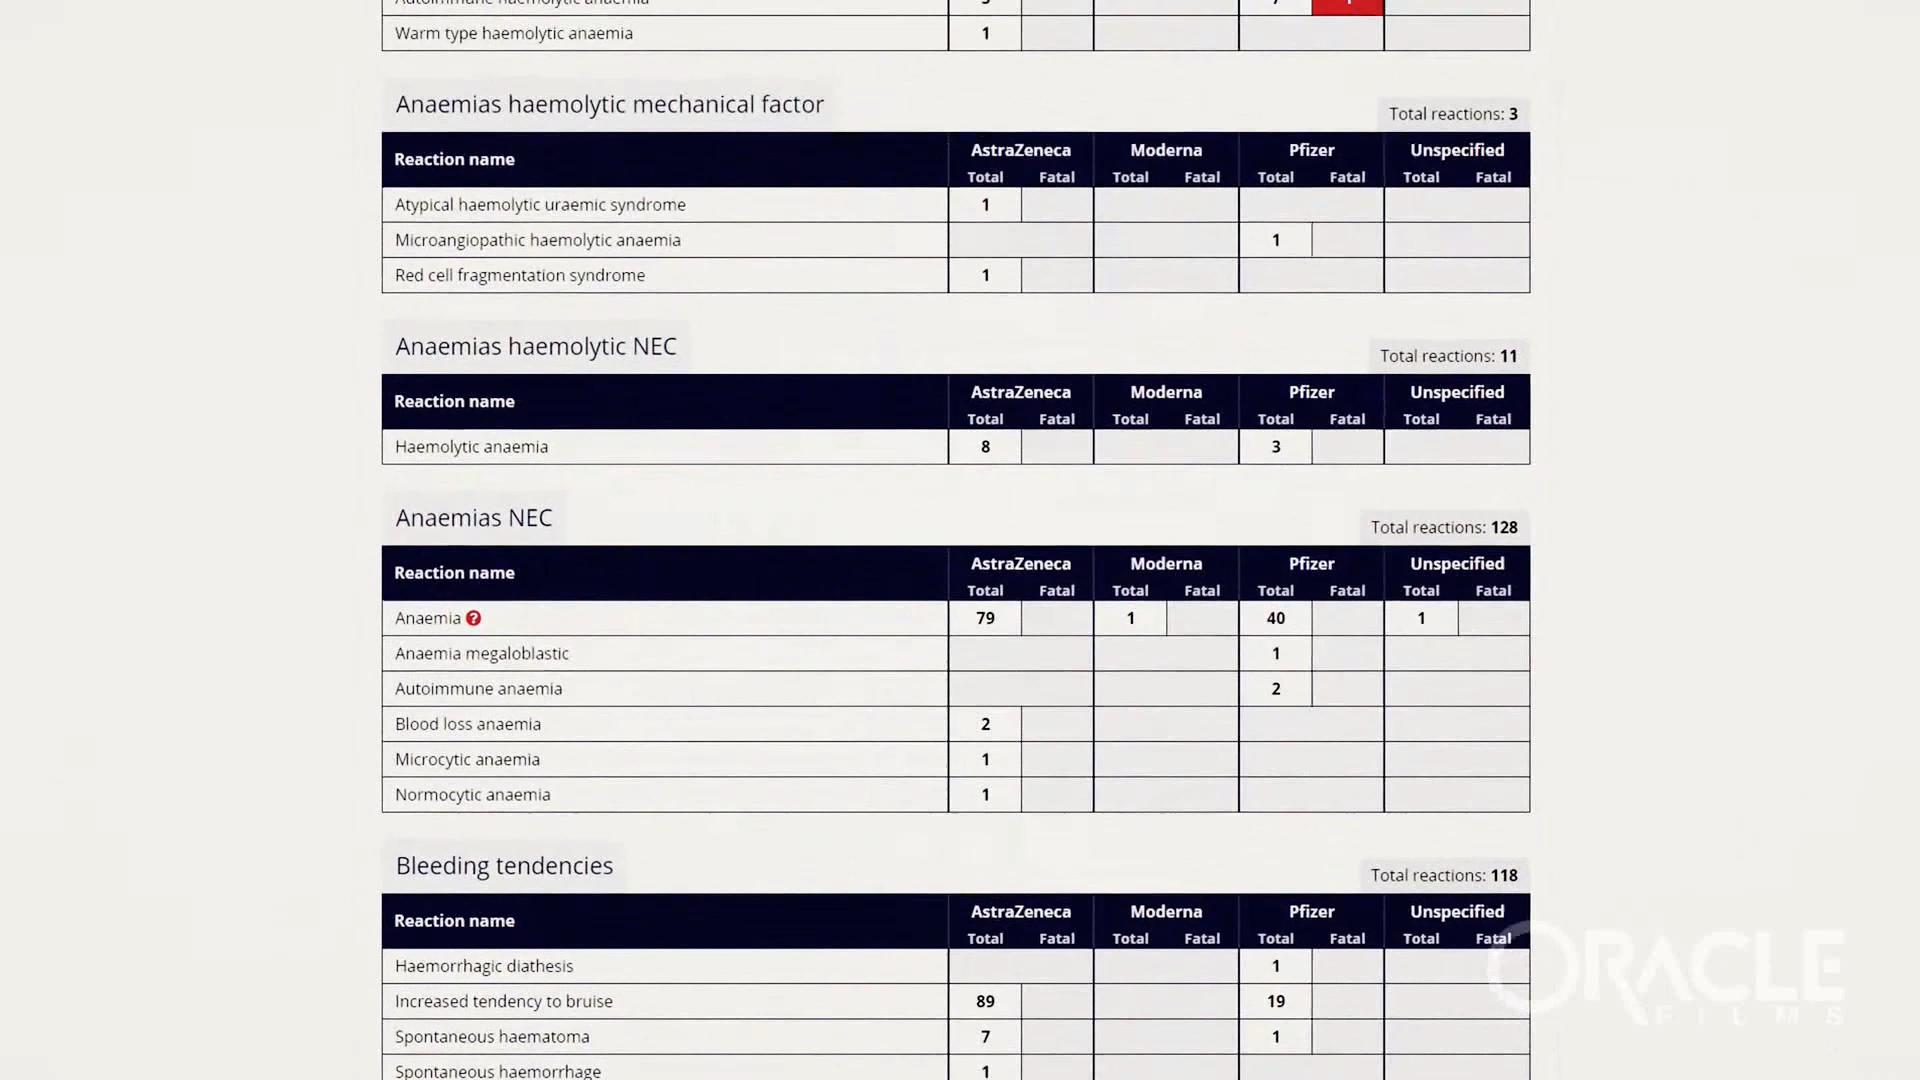 Autoimmune haemolytic anaemia
Warm type haemolytic anaemia 1
Anaemias haemolytic mechanical factor
Total reactions: 3
Reaction name AstraZeneca Moderna Pfizer Unspecified
Total Fatal Total Fatal Total Fatal Total Fatal
Atypical haemolytic uraemic syndrome 1
Microangiopathic haemolytic anaemia 1
Red cell fragmentation syndrome 1
Anaemias haemolytic NEC
Total reactions: 11
Reaction name AstraZeneca Moderna Pfizer Unspecified
Total Fatal Total Fatal Total Fatal Total Fatal
Haemolytic anaemia 8 3
Anaemias NEC
Total reactions: 128
Reaction name AstraZeneca Moderna Pfizer Unspecified
Total Fatal Total Fatal Total Fatal Total Fatal
Anaemia ? 79 1 40 1
Anaemia megaloblastic 1
Autoimmune anaemia 2
Blood loss anaemia 2
Microcytic anaemia 1
Normocytic anaemia 1
Bleeding tendencies
Total reactions: 118
Reaction name AstraZeneca Moderna Pfizer Unspecified
Total Fatal Total Fatal Total Fatal Total Fatal
Haemorrhagic diathesis 1
Increased tendency to bruise 89 19
Spontaneous haematoma 7 1
Spontaneous haemorrhage 1
ORACLE
FILMS